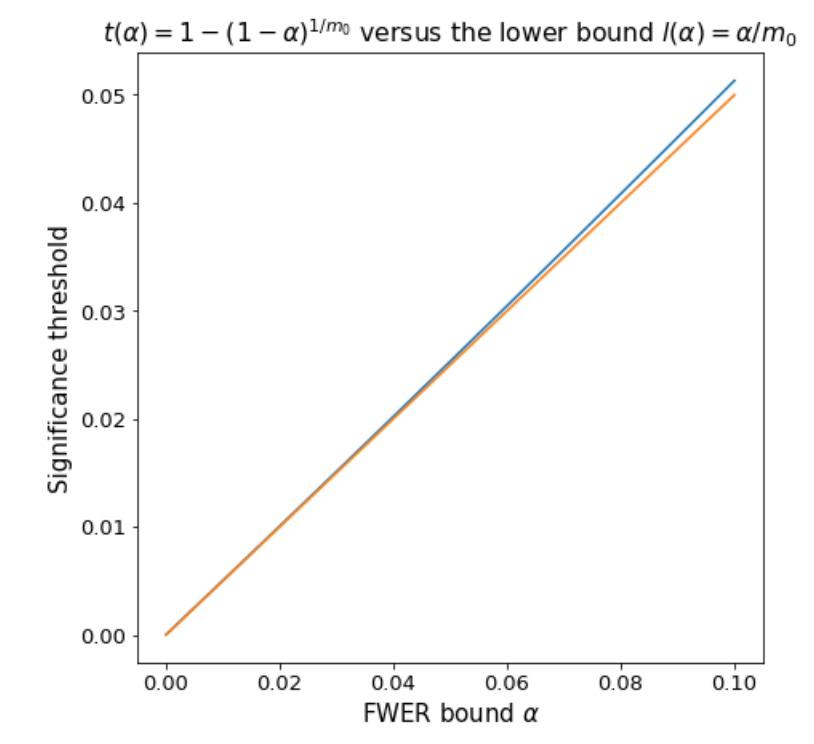 t(α) = 1 − (1 − α)^{1/m₀} versus the lower bound l(α) = α/m₀
0.05
0.04
0.03
0.02
0.01
0.00
Significance threshold
0.00 0.02 0.04 0.06 0.08 0.10
FWER bound α